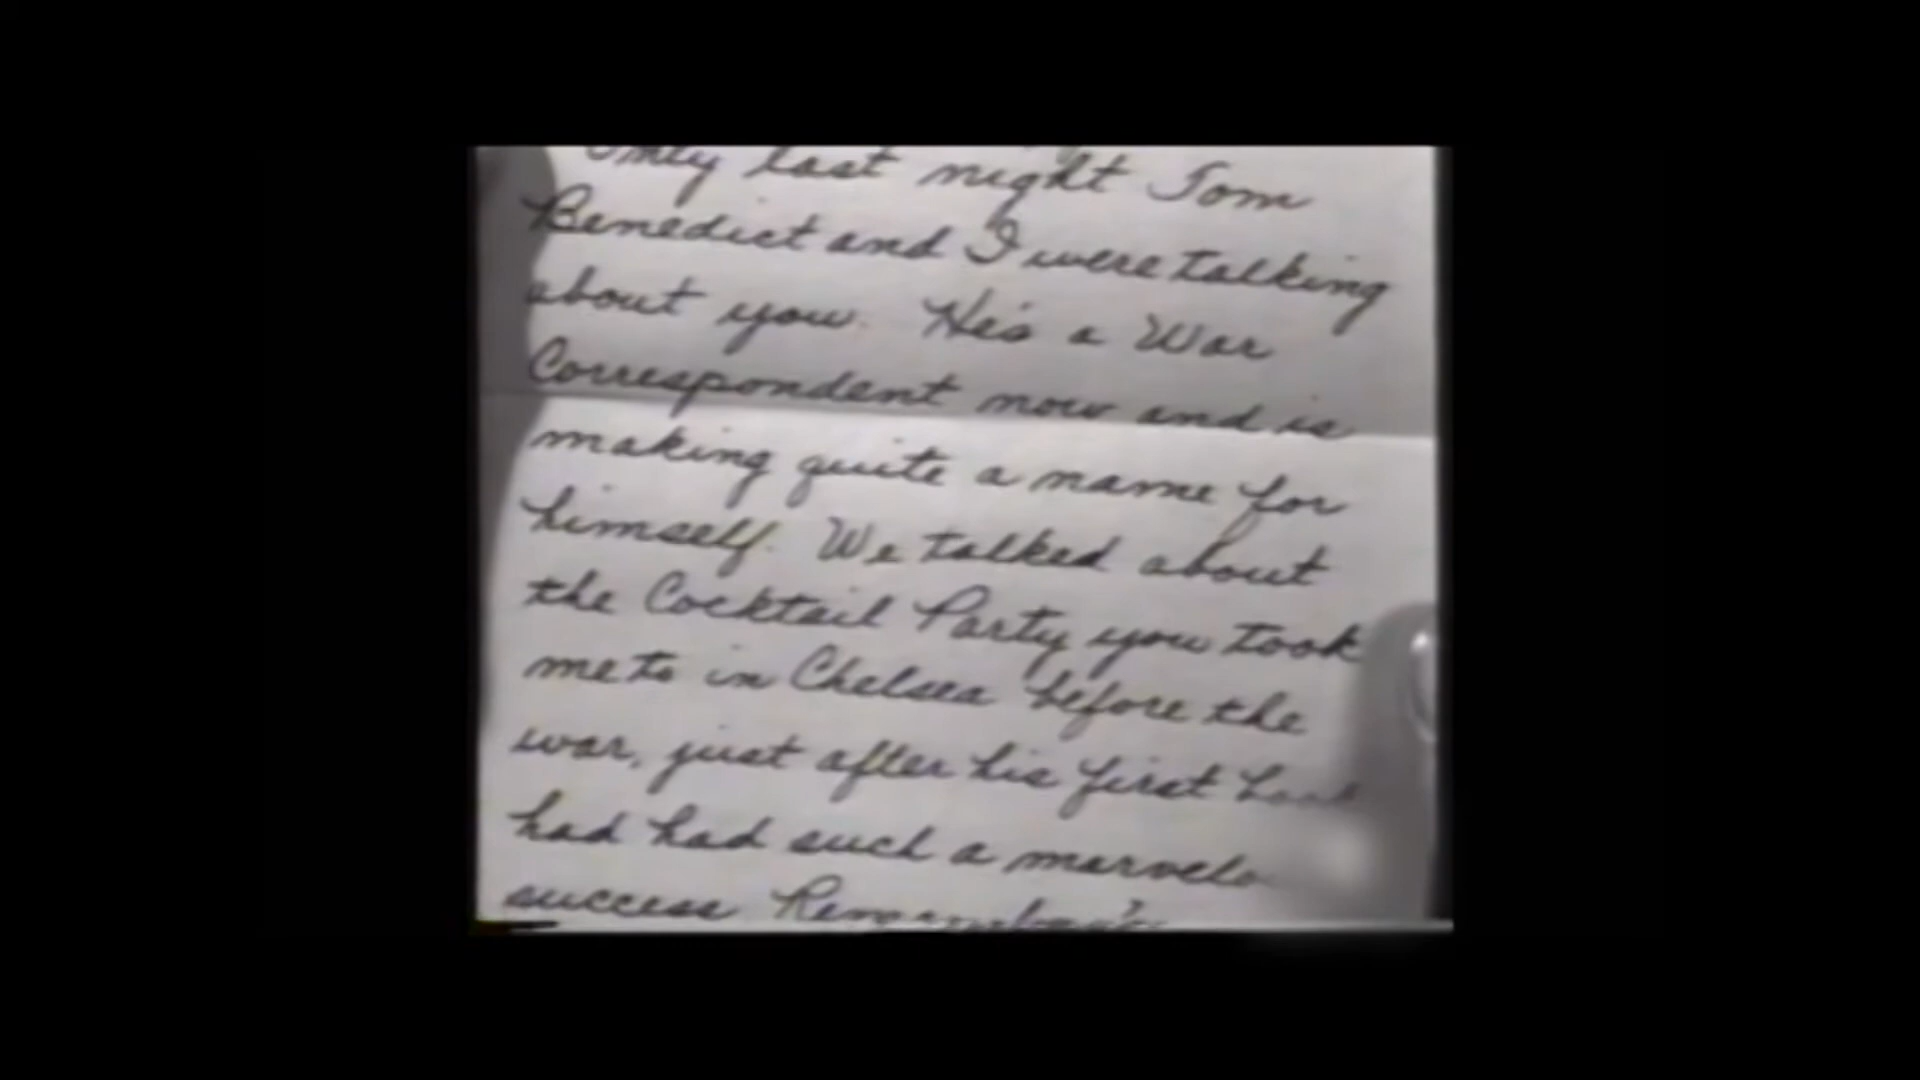 Only last night Tom
Benedict and I were talking
about you. He's a War
Correspondent now and is
making quite a name for
himself. We talked about
the Cocktail Party you took
me to in Chelsea before the
war, just after his first
had had such a marvelo
success